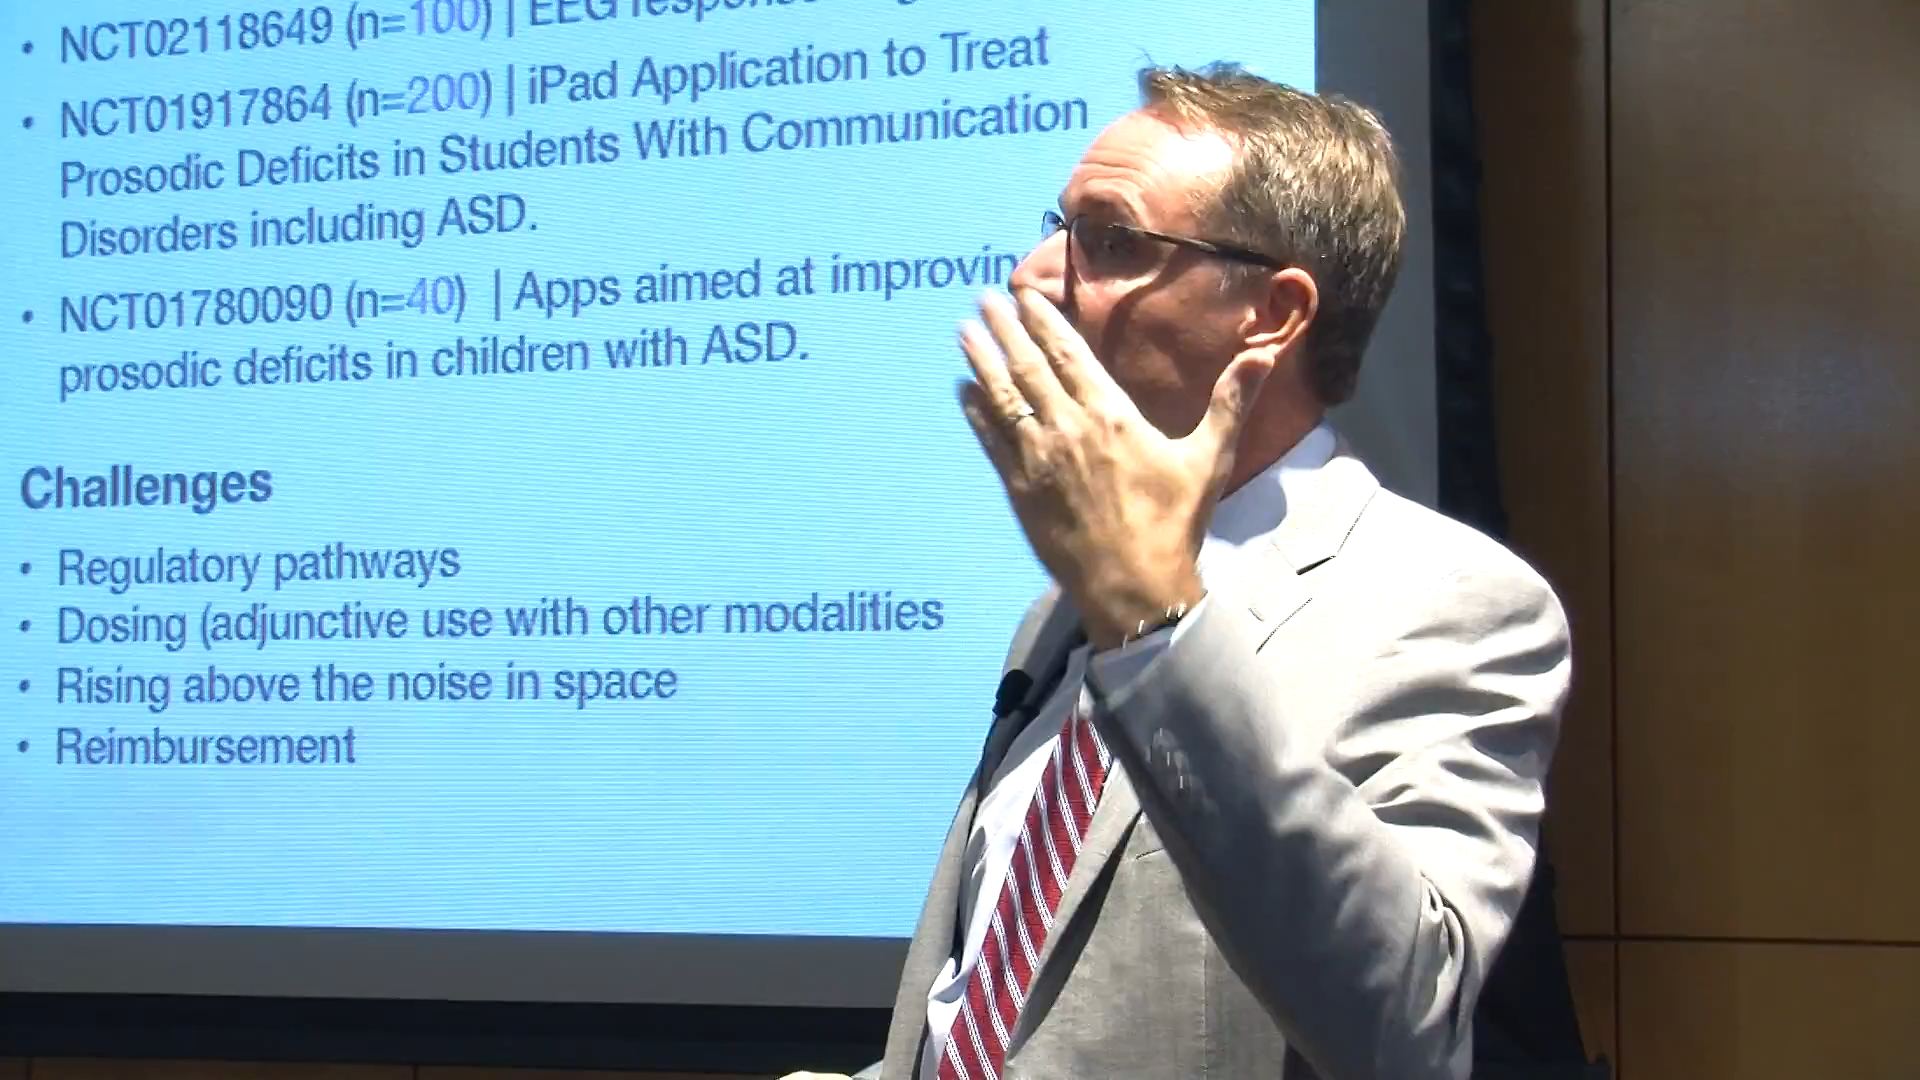 • NCT02118649 (n=100) | EEG
• NCT01917864 (n=200) | iPad Application to Treat
Prosodic Deficits in Students With Communication
Disorders including ASD.
• NCT01780090 (n=40) | Apps aimed at improvin
prosodic deficits in children with ASD.
Challenges
• Regulatory pathways
• Dosing (adjunctive use with other modalities
• Rising above the noise in space
• Reimbursement